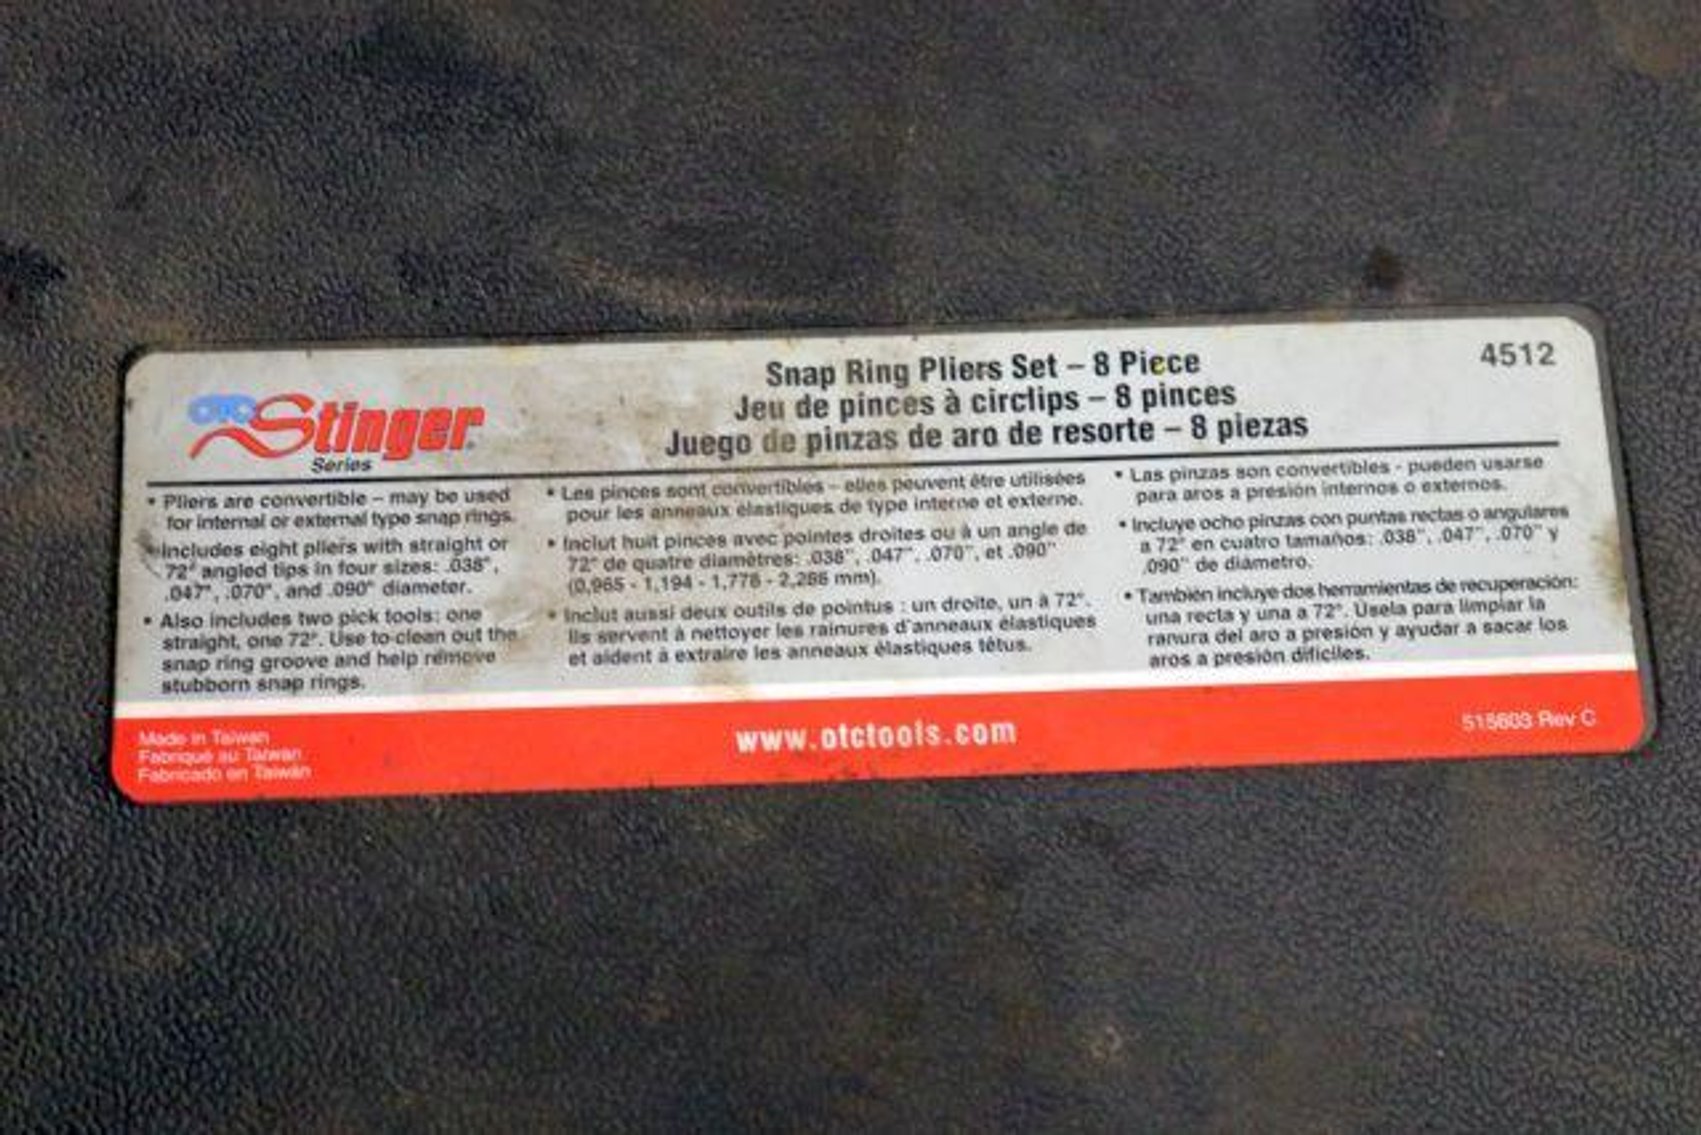 OTC
Stinger
Series
Snap Ring Pliers Set – 8 Piece
Jeu de pinces à circlips – 8 pinces
Juego de pinzas de aro de resorte – 8 piezas
4512
• Pliers are convertible – may be used
for internal or external type snap rings.
• Includes eight pliers with straight or
72° angled tips in four sizes: .038",
.047", .070", and .090" diameter.
• Also includes two pick tools: one
straight, one 72°. Use to clean out the
snap ring groove and help remove
stubborn snap rings.
• Les pinces sont convertibles – elles peuvent être utilisées
pour les anneaux élastiques de type interne et externe.
• Inclut huit pinces avec pointes droites ou à un angle de
72° de quatre diamètres: .038", .047", .070", et .090"
(0,965 - 1,194 - 1,778 - 2,286 mm).
• Inclut aussi deux outils de pointus : un droite, un à 72°.
Ils servent à nettoyer les rainures d'anneaux élastiques
et aident à extraire les anneaux élastiques têtus.
• Las pinzas son convertibles - pueden usarse
para aros a presión internos o externos.
• Incluye ocho pinzas con puntas rectas o angulares
a 72° en cuatro tamaños: .038", .047", .070" y
.090" de diámetro.
• También incluye dos herramientas de recuperación:
una recta y una a 72°. Úsela para limpiar la
ranura del aro a presión y ayudar a sacar los
aros a presión difíciles.
Made in Taiwan
Fabriqué au Taiwan
Fabricado en Taiwán
www.otctools.com
515603 Rev C